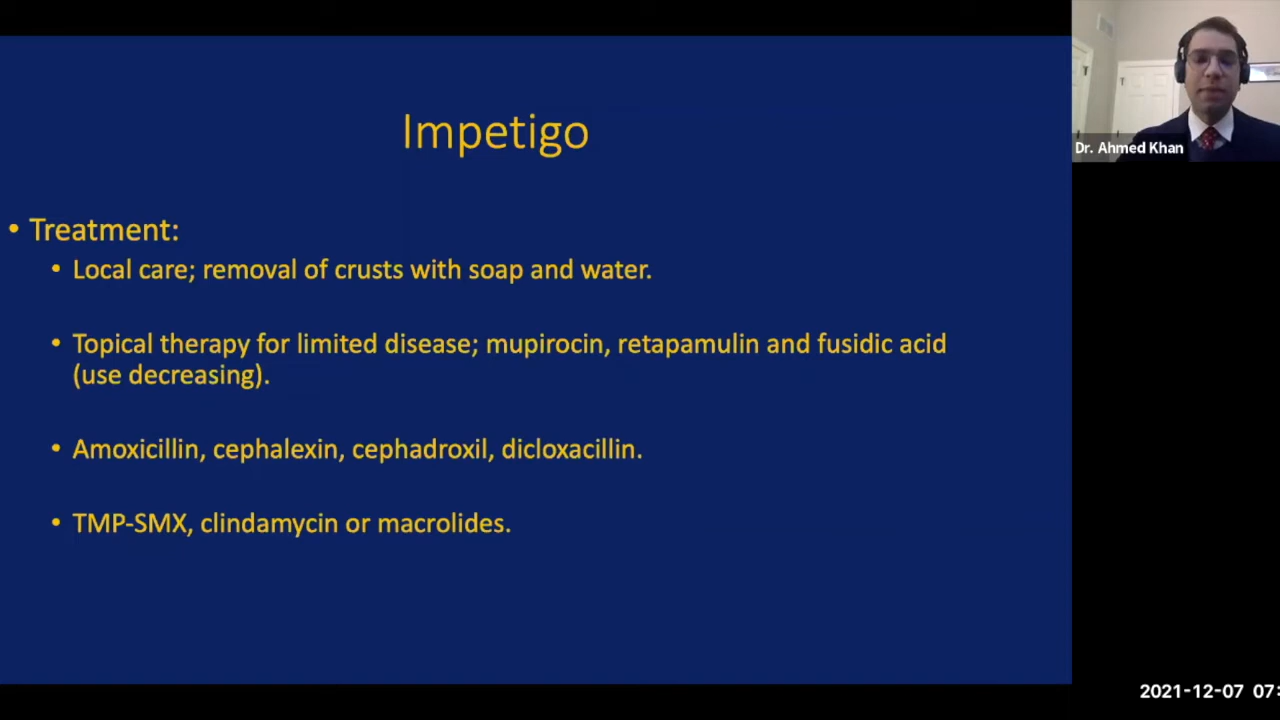 Impetigo
• Treatment:
• Local care; removal of crusts with soap and water.
• Topical therapy for limited disease; mupirocin, retapamulin and fusidic acid
(use decreasing).
• Amoxicillin, cephalexin, cephadroxil, dicloxacillin.
• TMP-SMX, clindamycin or macrolides.
Dr. Ahmed Khan
2021-12-07 07: